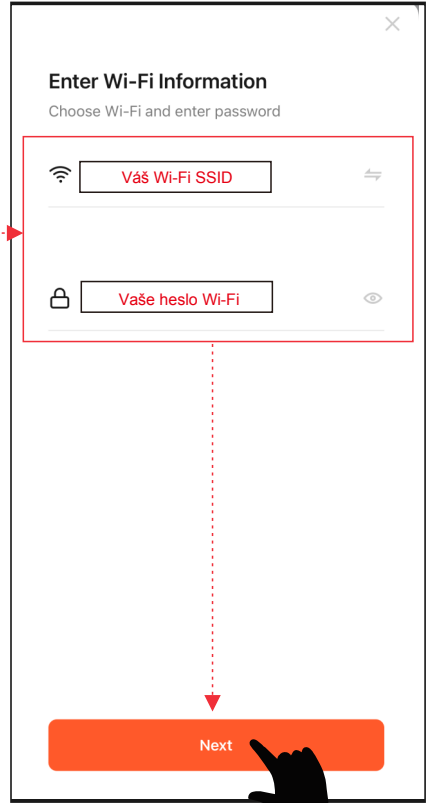 Enter Wi-Fi Information
Choose Wi-Fi and enter password
Váš Wi-Fi SSID
Vaše heslo Wi-Fi
Next